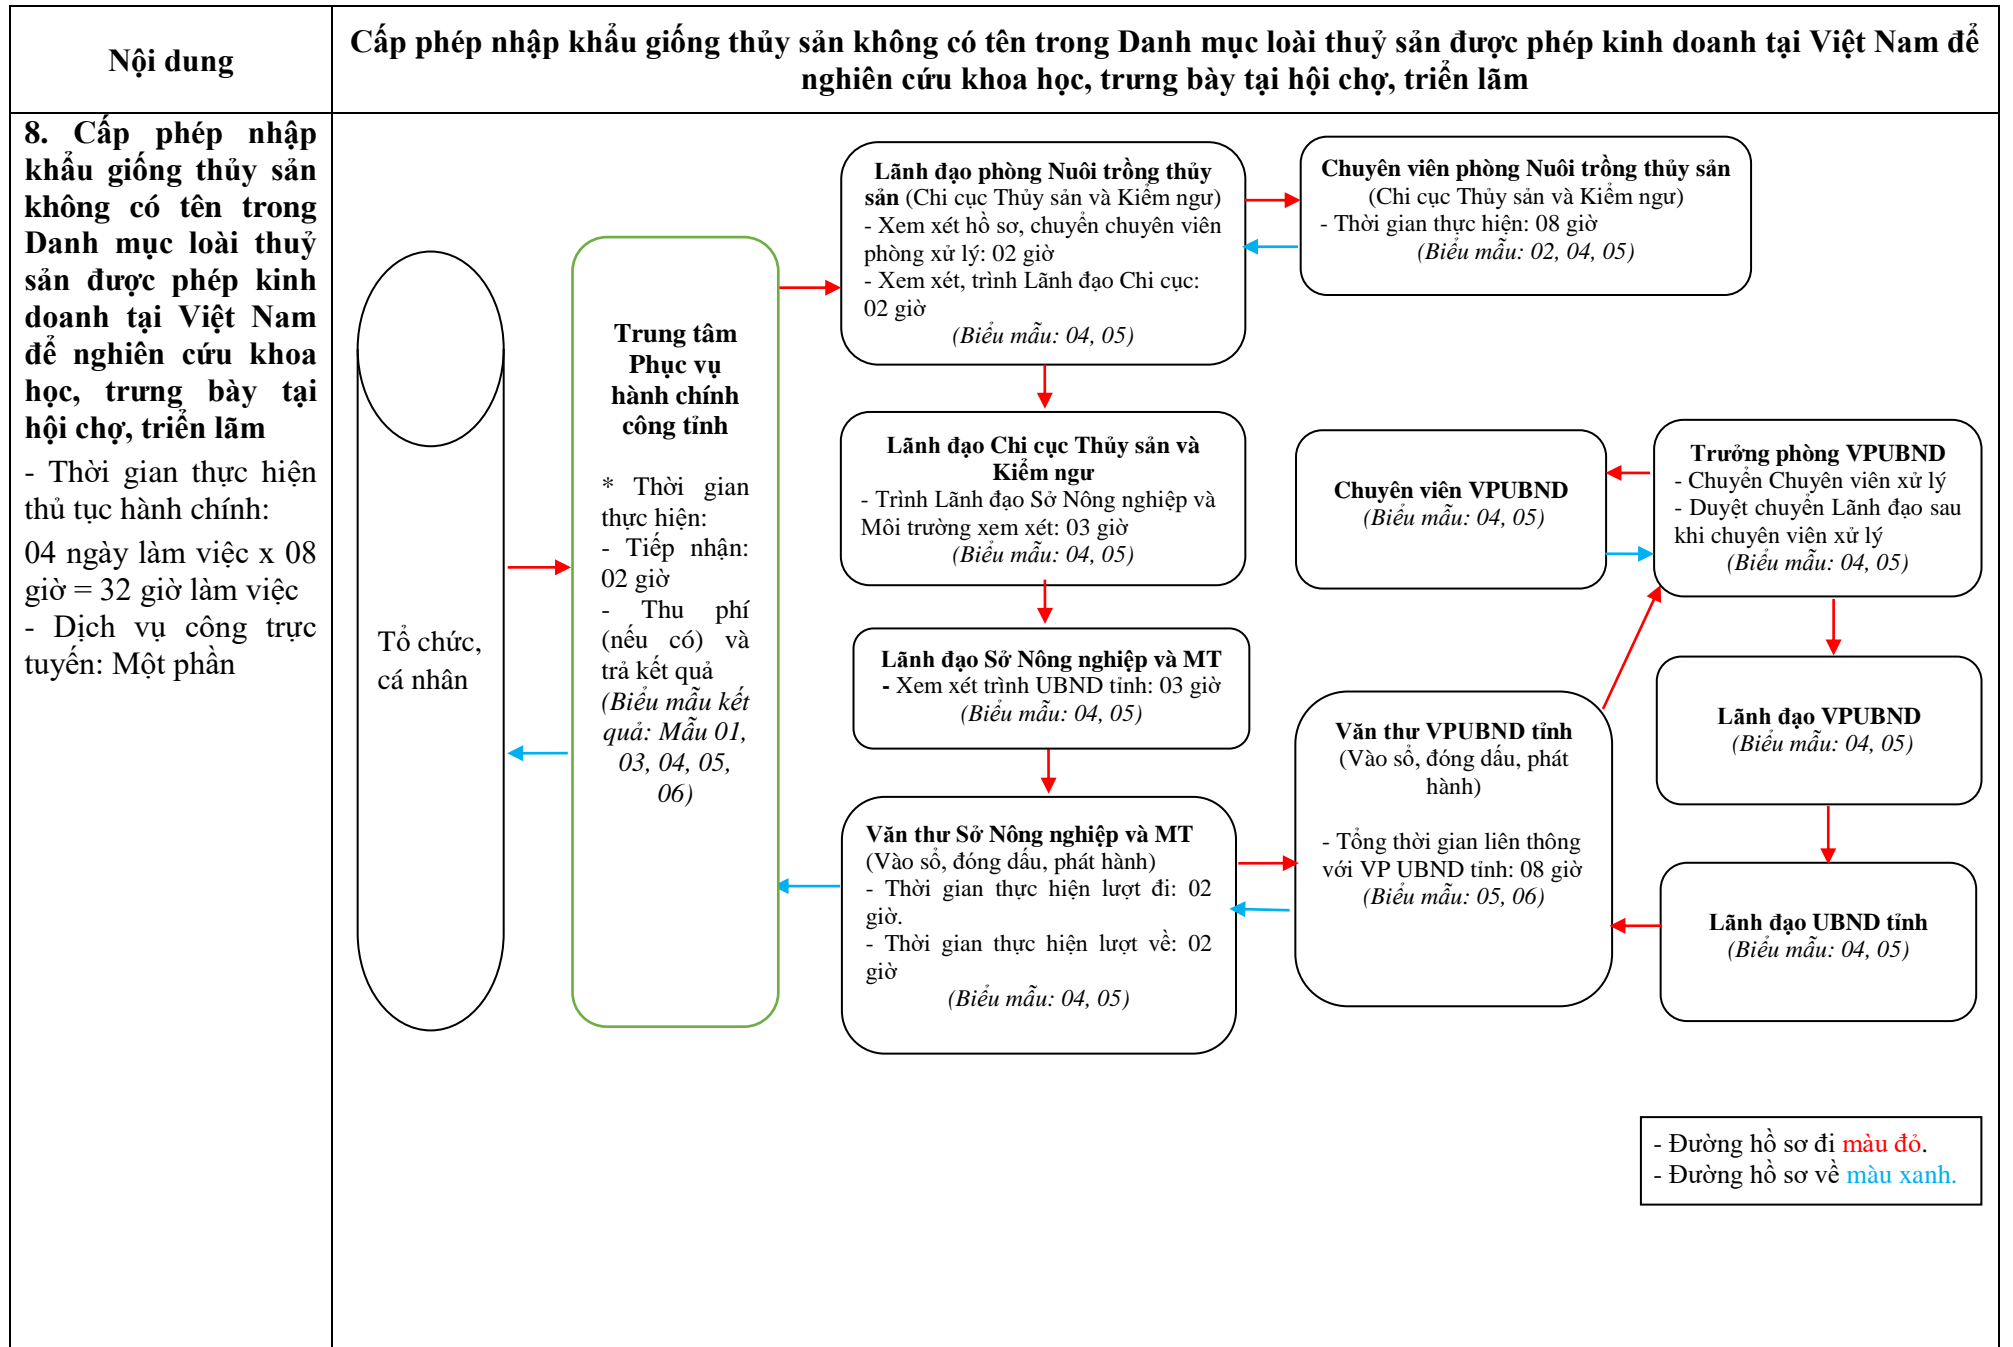 Nội dung
Cấp phép nhập khẩu giống thủy sản không có tên trong Danh mục loài thuỷ sản được phép kinh doanh tại Việt Nam để
nghiên cứu khoa học, trưng bày tại hội chợ, triển lãm
8. Cấp phép nhập
khẩu giống thủy sản
không có tên trong
Danh mục loài thuỷ
sản được phép kinh
doanh tại Việt Nam
để nghiên cứu khoa
học, trưng bày tại
hội chợ, triển lãm
- Thời gian thực hiện
thủ tục hành chính:
04 ngày làm việc x 08
giờ = 32 giờ làm việc
- Dịch vụ công trực
tuyến: Một phần
Tổ chức,
cá nhân
Trung tâm
Phục vụ
hành chính
công tỉnh
* Thời gian
thực hiện:
- Tiếp nhận:
02 giờ
- Thu phí
(nếu có) và
trả kết quả
(Biểu mẫu kết
quả: Mẫu 01,
03, 04, 05,
06)
Lãnh đạo phòng Nuôi trồng thủy
sản (Chi cục Thủy sản và Kiểm ngư)
- Xem xét hồ sơ, chuyển chuyên viên
phòng xử lý: 02 giờ
- Xem xét, trình Lãnh đạo Chi cục:
02 giờ
(Biểu mẫu: 04, 05)
Chuyên viên phòng Nuôi trồng thủy sản
(Chi cục Thủy sản và Kiểm ngư)
- Thời gian thực hiện: 08 giờ
(Biểu mẫu: 02, 04, 05)
Lãnh đạo Chi cục Thủy sản và
Kiểm ngư
- Trình Lãnh đạo Sở Nông nghiệp và
Môi trường xem xét: 03 giờ
(Biểu mẫu: 04, 05)
Lãnh đạo Sở Nông nghiệp và MT
- Xem xét trình UBND tỉnh: 03 giờ
(Biểu mẫu: 04, 05)
Văn thư Sở Nông nghiệp và MT
(Vào sổ, đóng dấu, phát hành)
- Thời gian thực hiện lượt đi: 02
giờ.
- Thời gian thực hiện lượt về: 02
giờ
(Biểu mẫu: 04, 05)
Văn thư VPUBND tỉnh
(Vào sổ, đóng dấu, phát
hành)
- Tổng thời gian liên thông
với VP UBND tỉnh: 08 giờ
(Biểu mẫu: 05, 06)
Chuyên viên VPUBND
(Biểu mẫu: 04, 05)
Trưởng phòng VPUBND
- Chuyển Chuyên viên xử lý
- Duyệt chuyển Lãnh đạo sau
khi chuyên viên xử lý
(Biểu mẫu: 04, 05)
Lãnh đạo VPUBND
(Biểu mẫu: 04, 05)
Lãnh đạo UBND tỉnh
(Biểu mẫu: 04, 05)
- Đường hồ sơ đi màu đỏ.
- Đường hồ sơ về màu xanh.